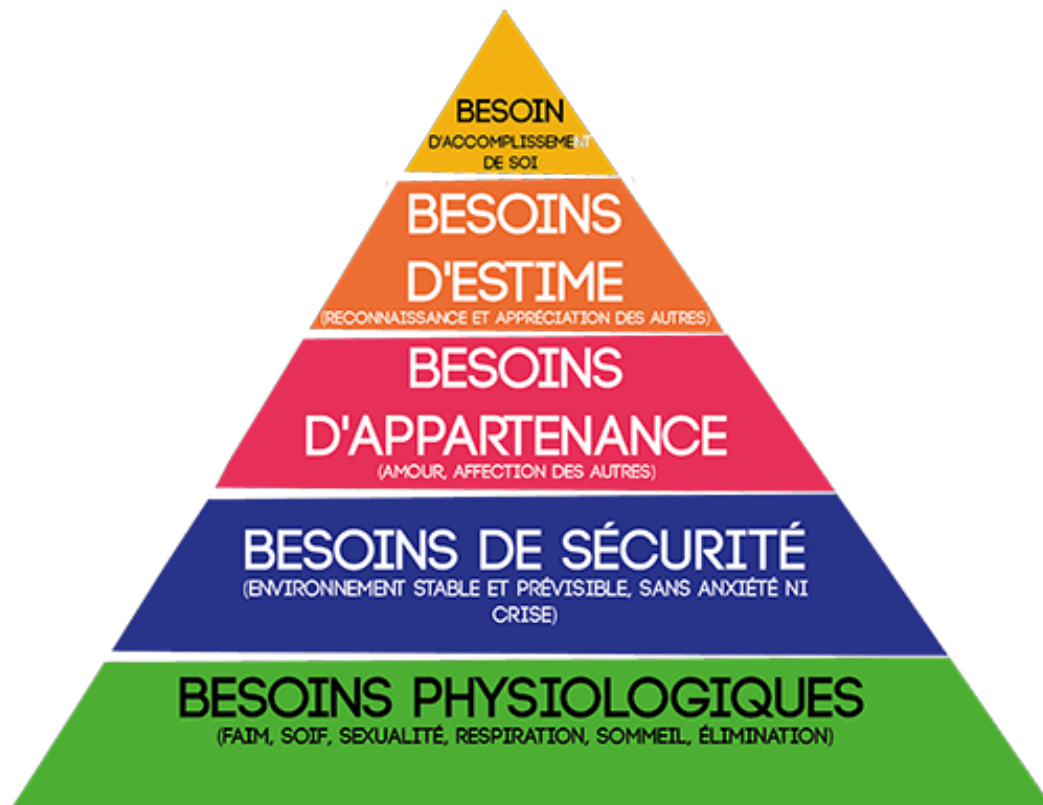 BESOIN
D'ACCOMPLISSEMENT
DE SOI
BESOINS
D'ESTIME
(RECONNAISSANCE ET APPRÉCIATION DES AUTRES)
BESOINS
D'APPARTENANCE
(AMOUR, AFFECTION DES AUTRES)
BESOINS DE SÉCURITÉ
(ENVIRONNEMENT STABLE ET PRÉVISIBLE, SANS ANXIÉTÉ NI
CRISE)
BESOINS PHYSIOLOGIQUES
(FAIM, SOIF, SEXUALITÉ, RESPIRATION, SOMMEIL, ÉLIMINATION)